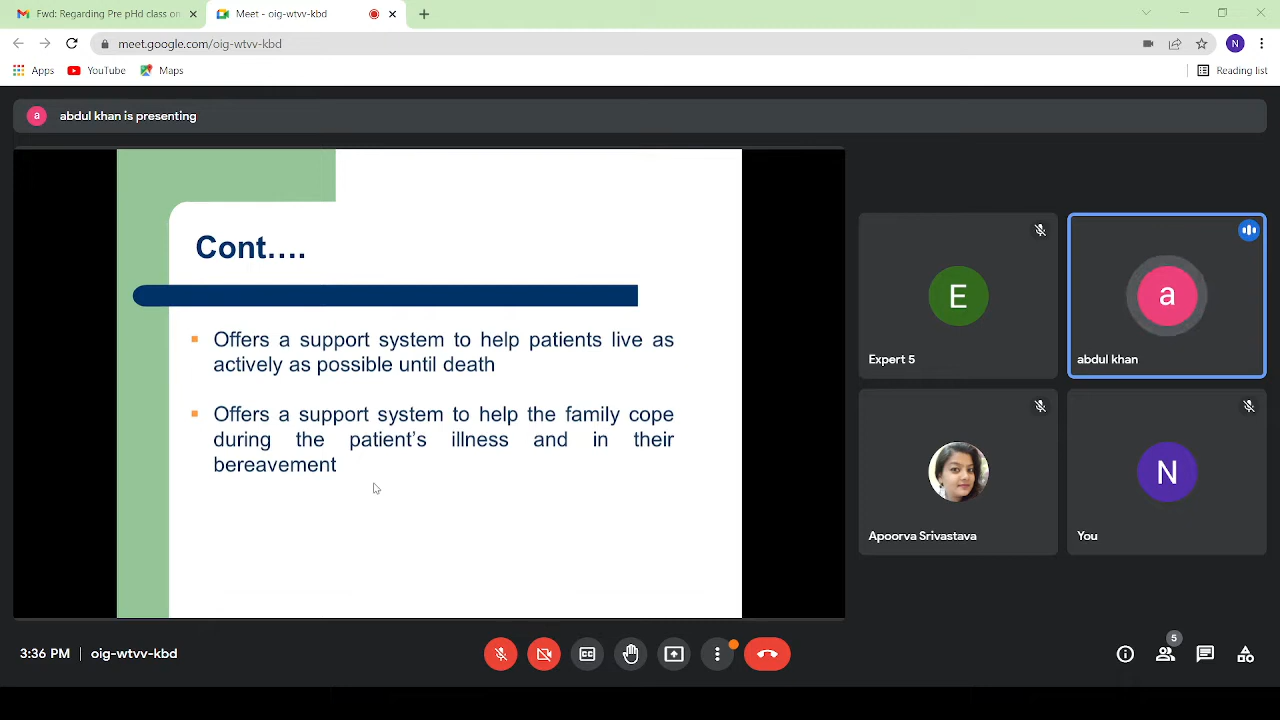 Fwd: Regarding Pre pHd class on
Meet - oig-wtvv-kbd
meet.google.com/oig-wtvv-kbd
N
Apps
YouTube
Maps
Reading list
a
abdul khan is presenting
Cont....
Offers a support system to help patients live as
actively as possible until death
Offers a support system to help the family cope
during the patient's illness and in their
bereavement
E
Expert 5
a
abdul khan
Apoorva Srivastava
N
You
3:36 PM | oig-wtvv-kbd
CC
5